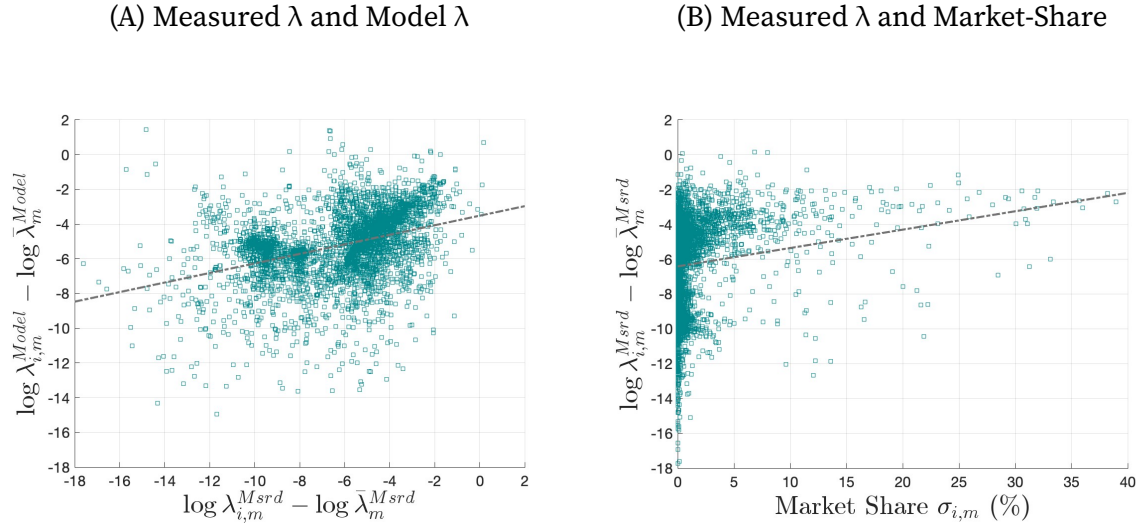 (A) Measured λ and Model λ
2
0
-2
-4
-6
-8
-10
-12
-14
-16
-18
-18 -16 -14 -12 -10 -8 -6 -4 -2 0 2
log λ_{i,m}^{Model} − log λ̄_m^{Model}
log λ_{i,m}^{Msrd} − log λ̄_m^{Msrd}
(B) Measured λ and Market-Share
2
0
-2
-4
-6
-8
-10
-12
-14
-16
-18
0 5 10 15 20 25 30 35 40
log λ_{i,m}^{Msrd} − log λ̄_m^{Msrd}
Market Share σ_{i,m} (%)